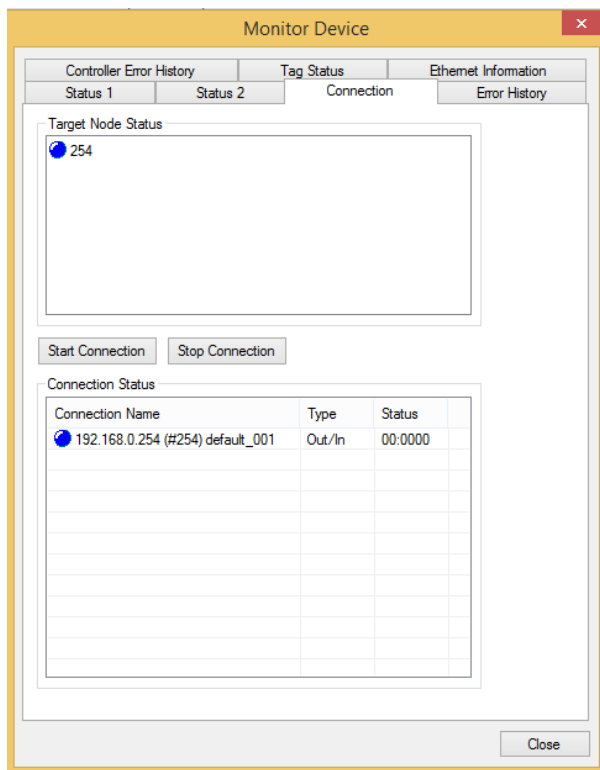 Monitor Device
Controller Error History Tag Status Ethernet Information
Status 1 Status 2 Connection Error History
Target Node Status
254
Start Connection Stop Connection
Connection Status
Connection Name Type Status
192.168.0.254 (#254) default_001 Out/In 00:0000
Close